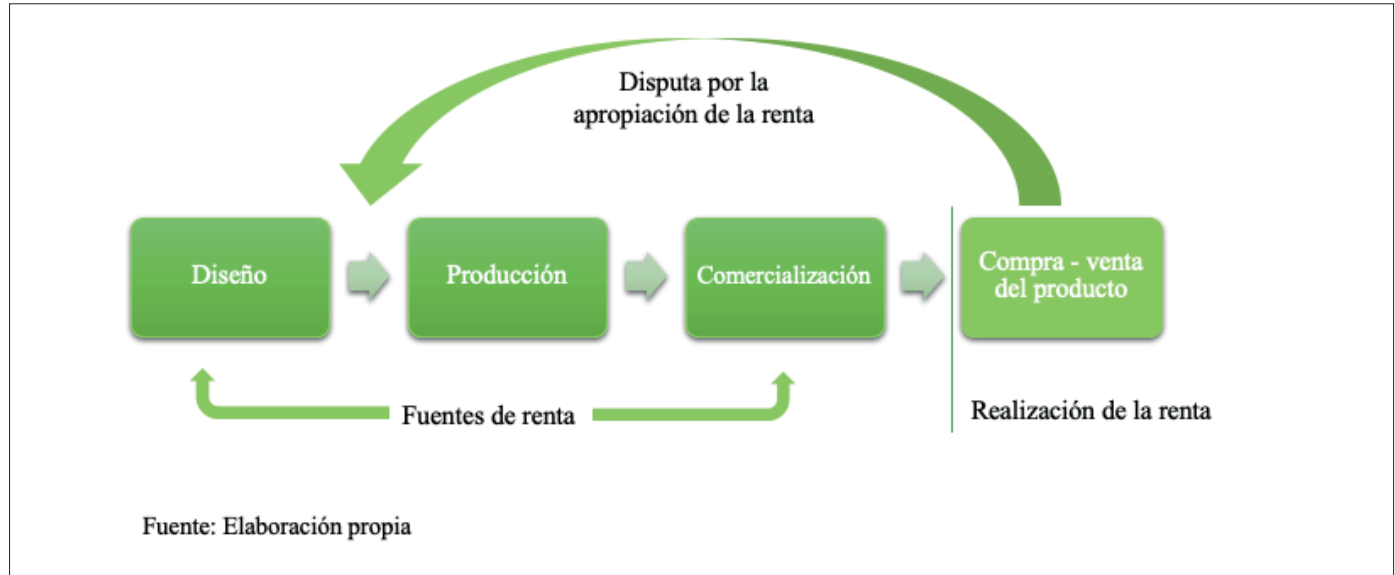 Disputa por la
apropiación de la renta
Diseño
Producción
Comercialización
Compra - venta
del producto
Fuentes de renta
Realización de la renta
Fuente: Elaboración propia